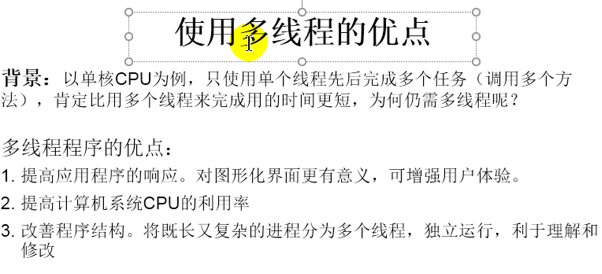 使用多线程的优点
背景：以单核CPU为例，只使用单个线程先后完成多个任务（调用多个方
法），肯定比用多个线程来完成用的时间更短，为何仍需多线程呢？
多线程程序的优点：
1. 提高应用程序的响应。对图形化界面更有意义，可增强用户体验。
2. 提高计算机系统CPU的利用率
3. 改善程序结构。将既长又复杂的进程分为多个线程，独立运行，利于理解和
修改